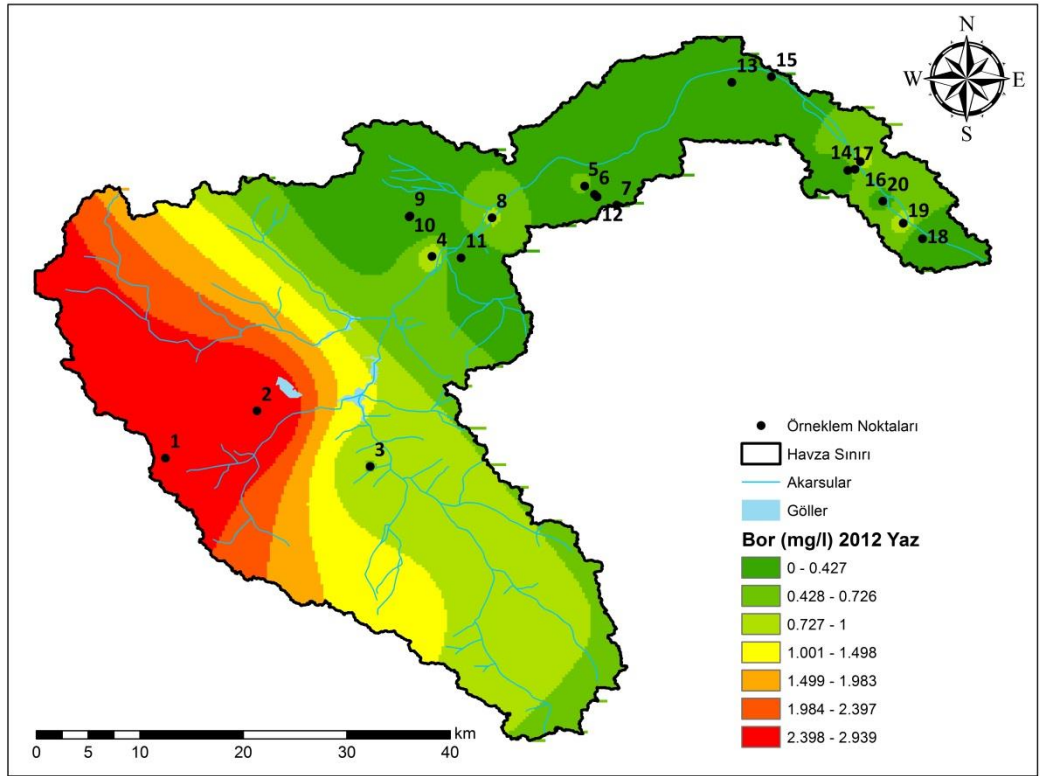 N
W E
S
13 15
14 17
16 20
19
18
5 6 7
12
9
10
8
4 11
2
1
3
Örneklem Noktaları
Havza Sınırı
Akarsular
Göller
Bor (mg/l) 2012 Yaz
0 - 0.427
0.428 - 0.726
0.727 - 1
1.001 - 1.498
1.499 - 1.983
1.984 - 2.397
2.398 - 2.939
km
0 5 10 20 30 40